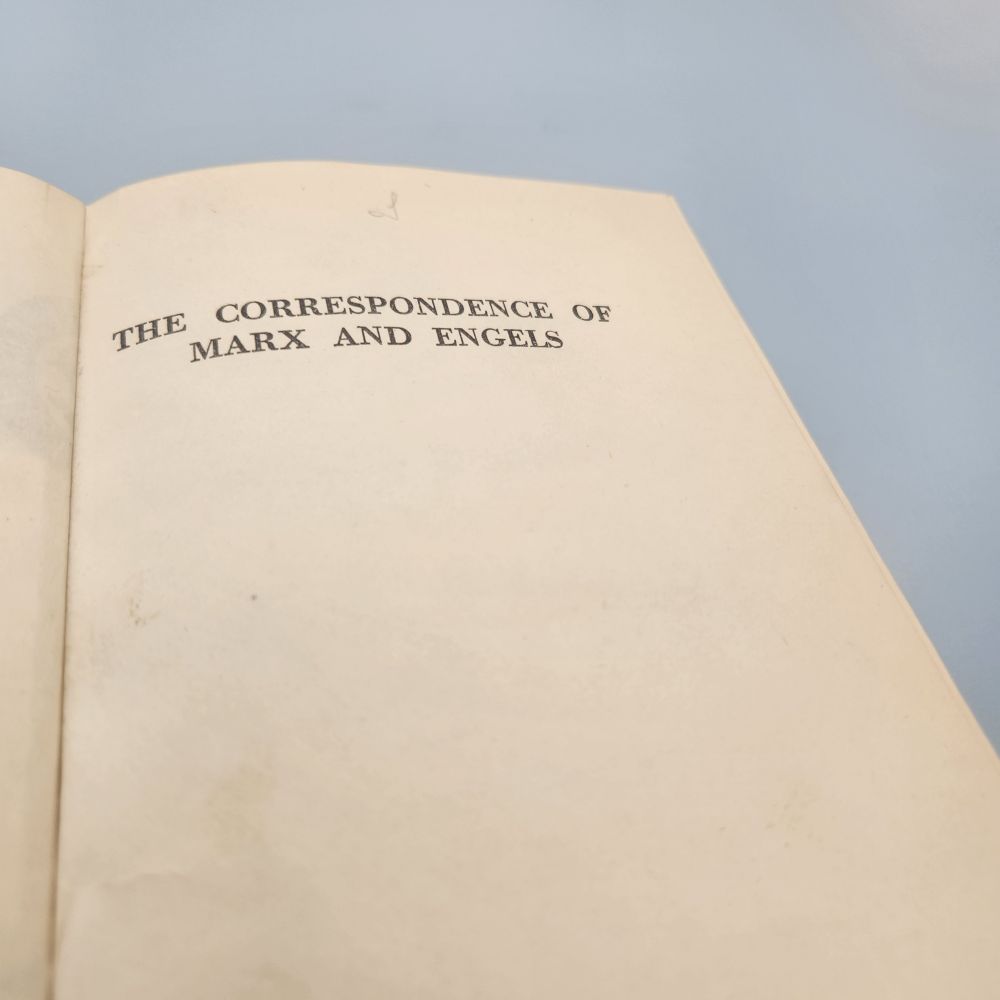 THE CORRESPONDENCE OF
MARX AND ENGELS